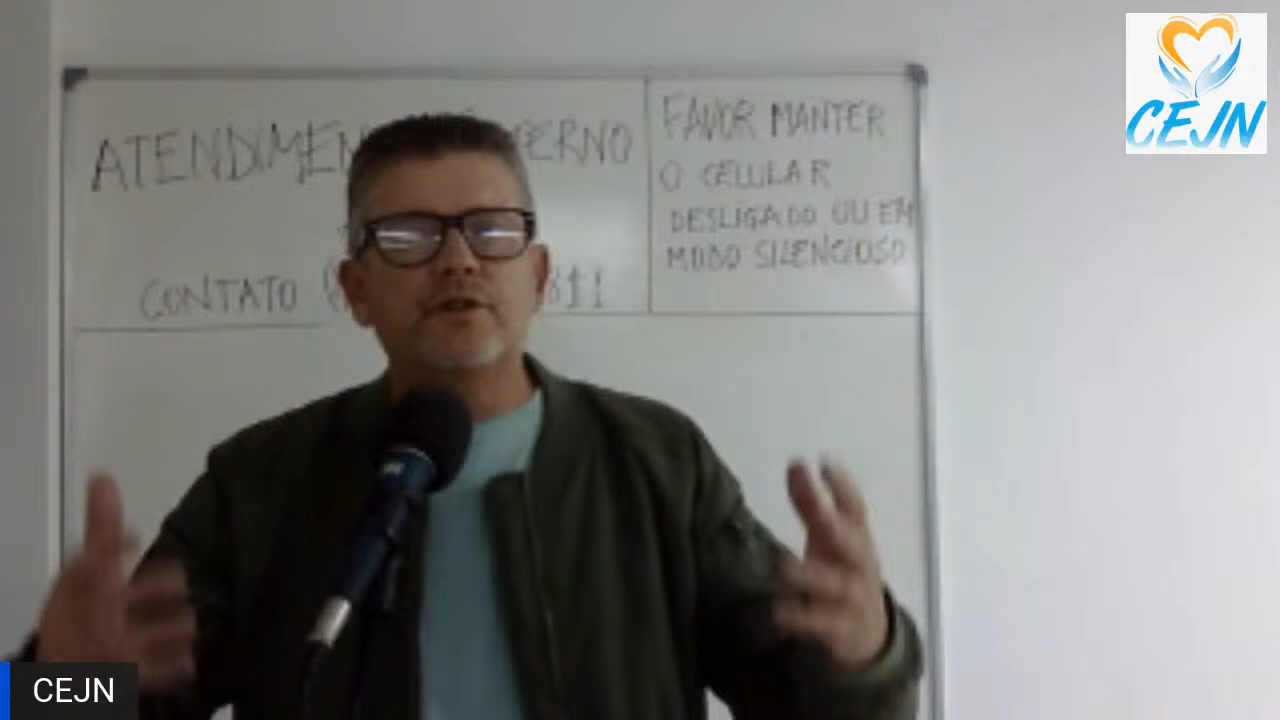 ATENDIMEN
ERNO
CONTATO
811
FAVOR MANTER
O CELULAR
DESLIGADO OU EM
MODO SILENCIOSO
CEJN
CEJN